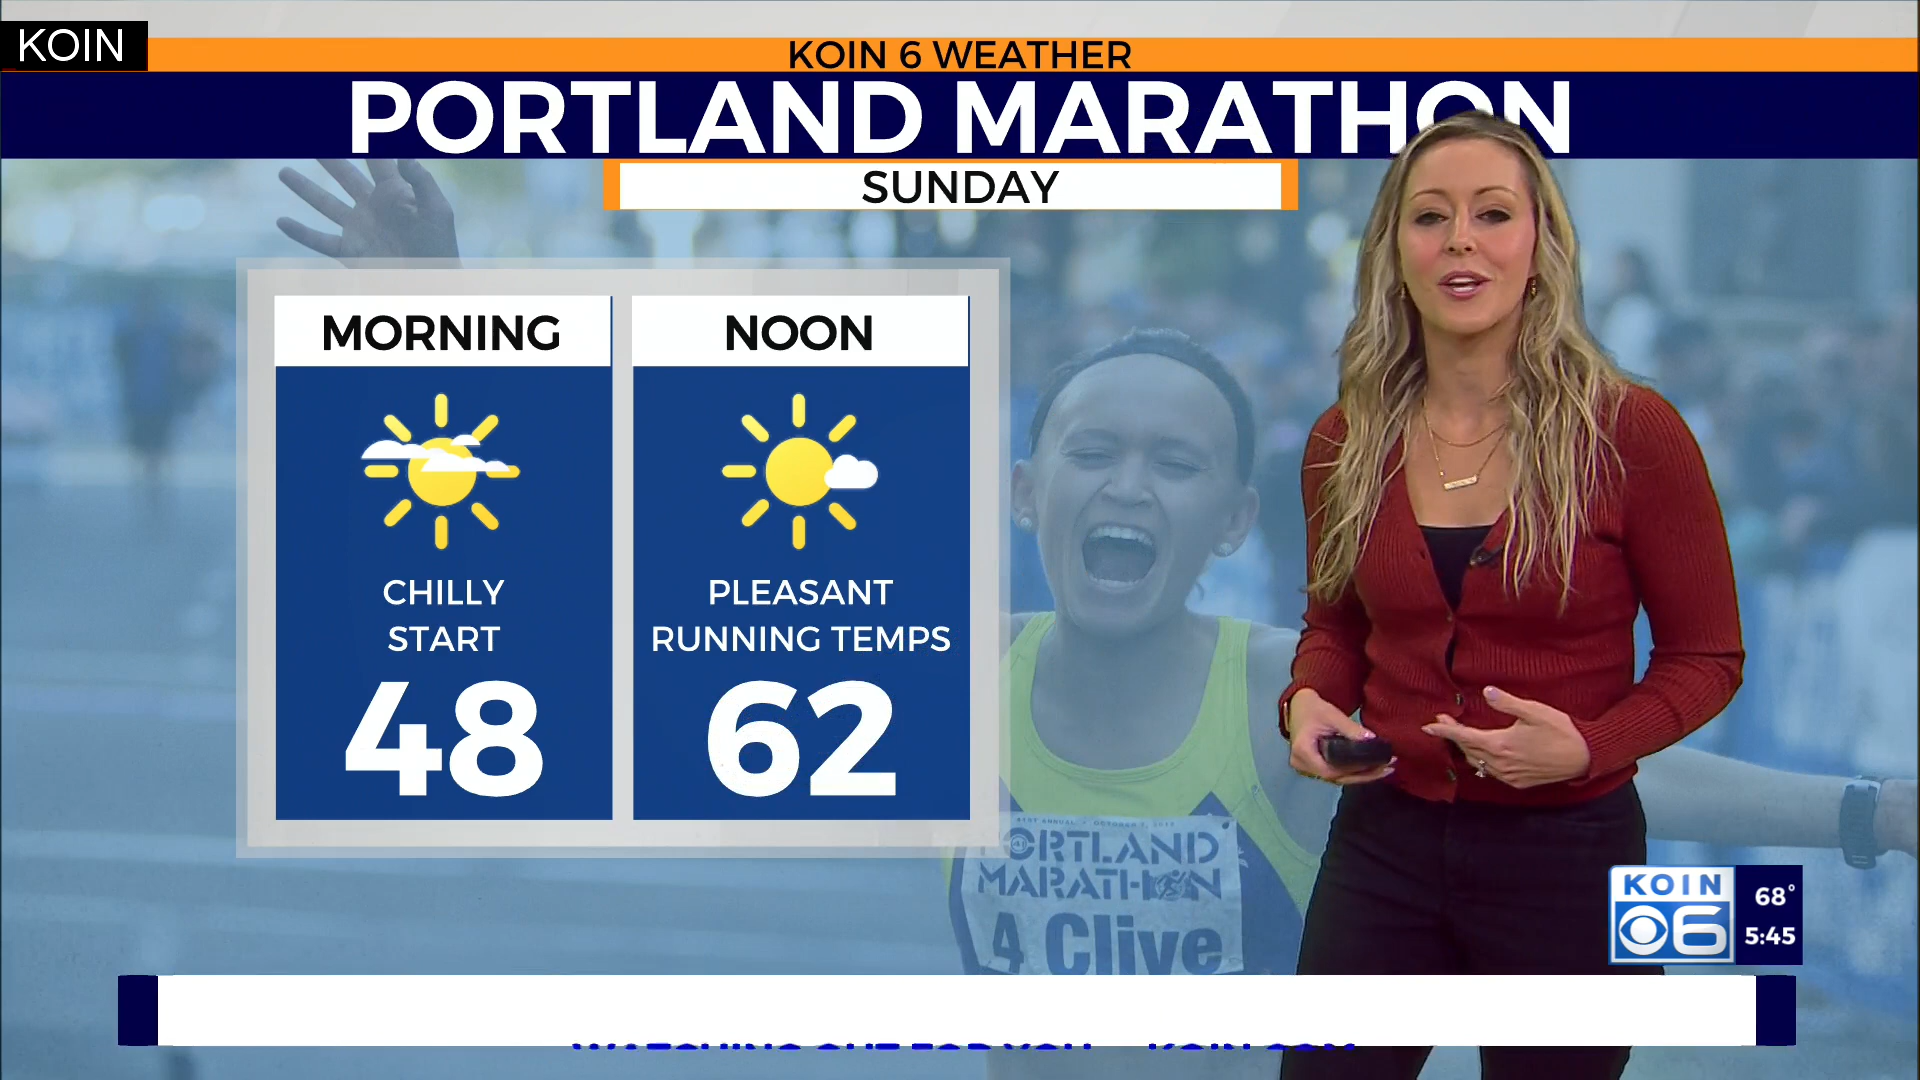 KOIN
KOIN 6 WEATHER
PORTLAND MARATHON
SUNDAY
MORNING
NOON
CHILLY
START
48
PLEASANT
RUNNING TEMPS
62
PORTLAND
MARATHON
4 Clive
KOIN
6
68°
5:45